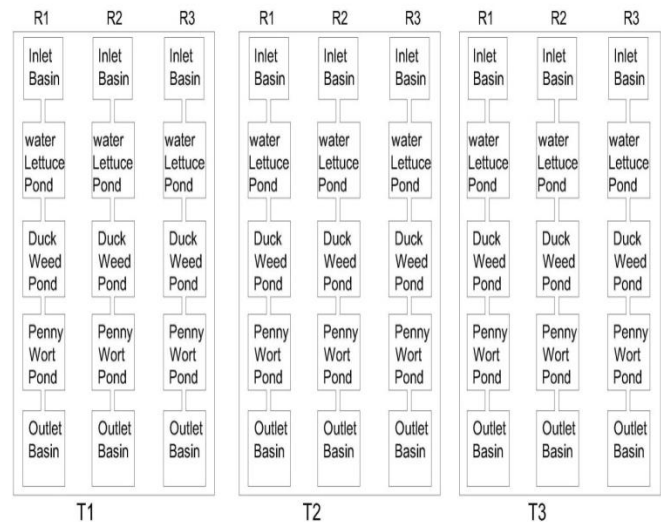 R1 R2 R3 R1 R2 R3 R1 R2 R3
Inlet Inlet Inlet Inlet Inlet Inlet Inlet Inlet Inlet
Basin Basin Basin Basin Basin Basin Basin Basin Basin
water water water water water water water water water
Lettuce Lettuce Lettuce Lettuce Lettuce Lettuce Lettuce Lettuce Lettuce
Pond Pond Pond Pond Pond Pond Pond Pond Pond
Duck Duck Duck Duck Duck Duck Duck Duck Duck
Weed Weed Weed Weed Weed Weed Weed Weed Weed
Pond Pond Pond Pond Pond Pond Pond Pond Pond
Penny Penny Penny Penny Penny Penny Penny Penny Penny
Wort Wort Wort Wort Wort Wort Wort Wort Wort
Pond Pond Pond Pond Pond Pond Pond Pond Pond
Outlet Outlet Outlet Outlet Outlet Outlet Outlet Outlet Outlet
Basin Basin Basin Basin Basin Basin Basin Basin Basin
T1 T2 T3